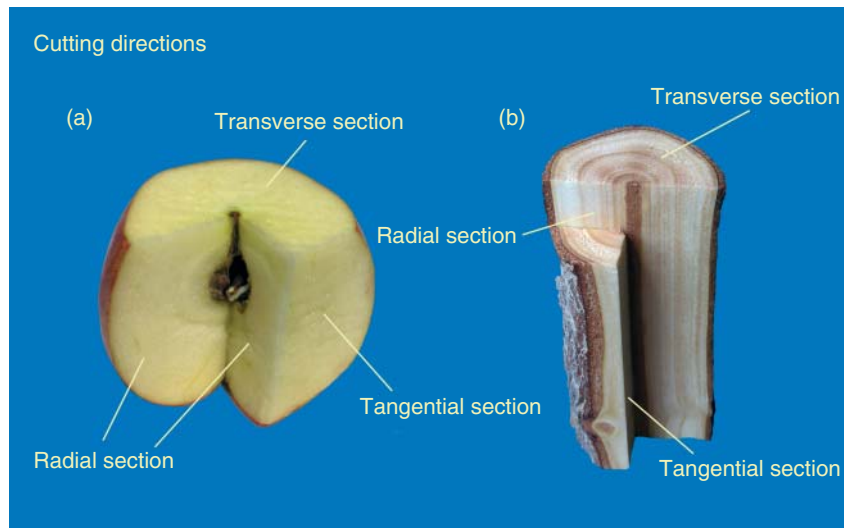 Cutting directions
(a)
Transverse section
(b)
Transverse section
Radial section
Tangential section
Radial section
Tangential section